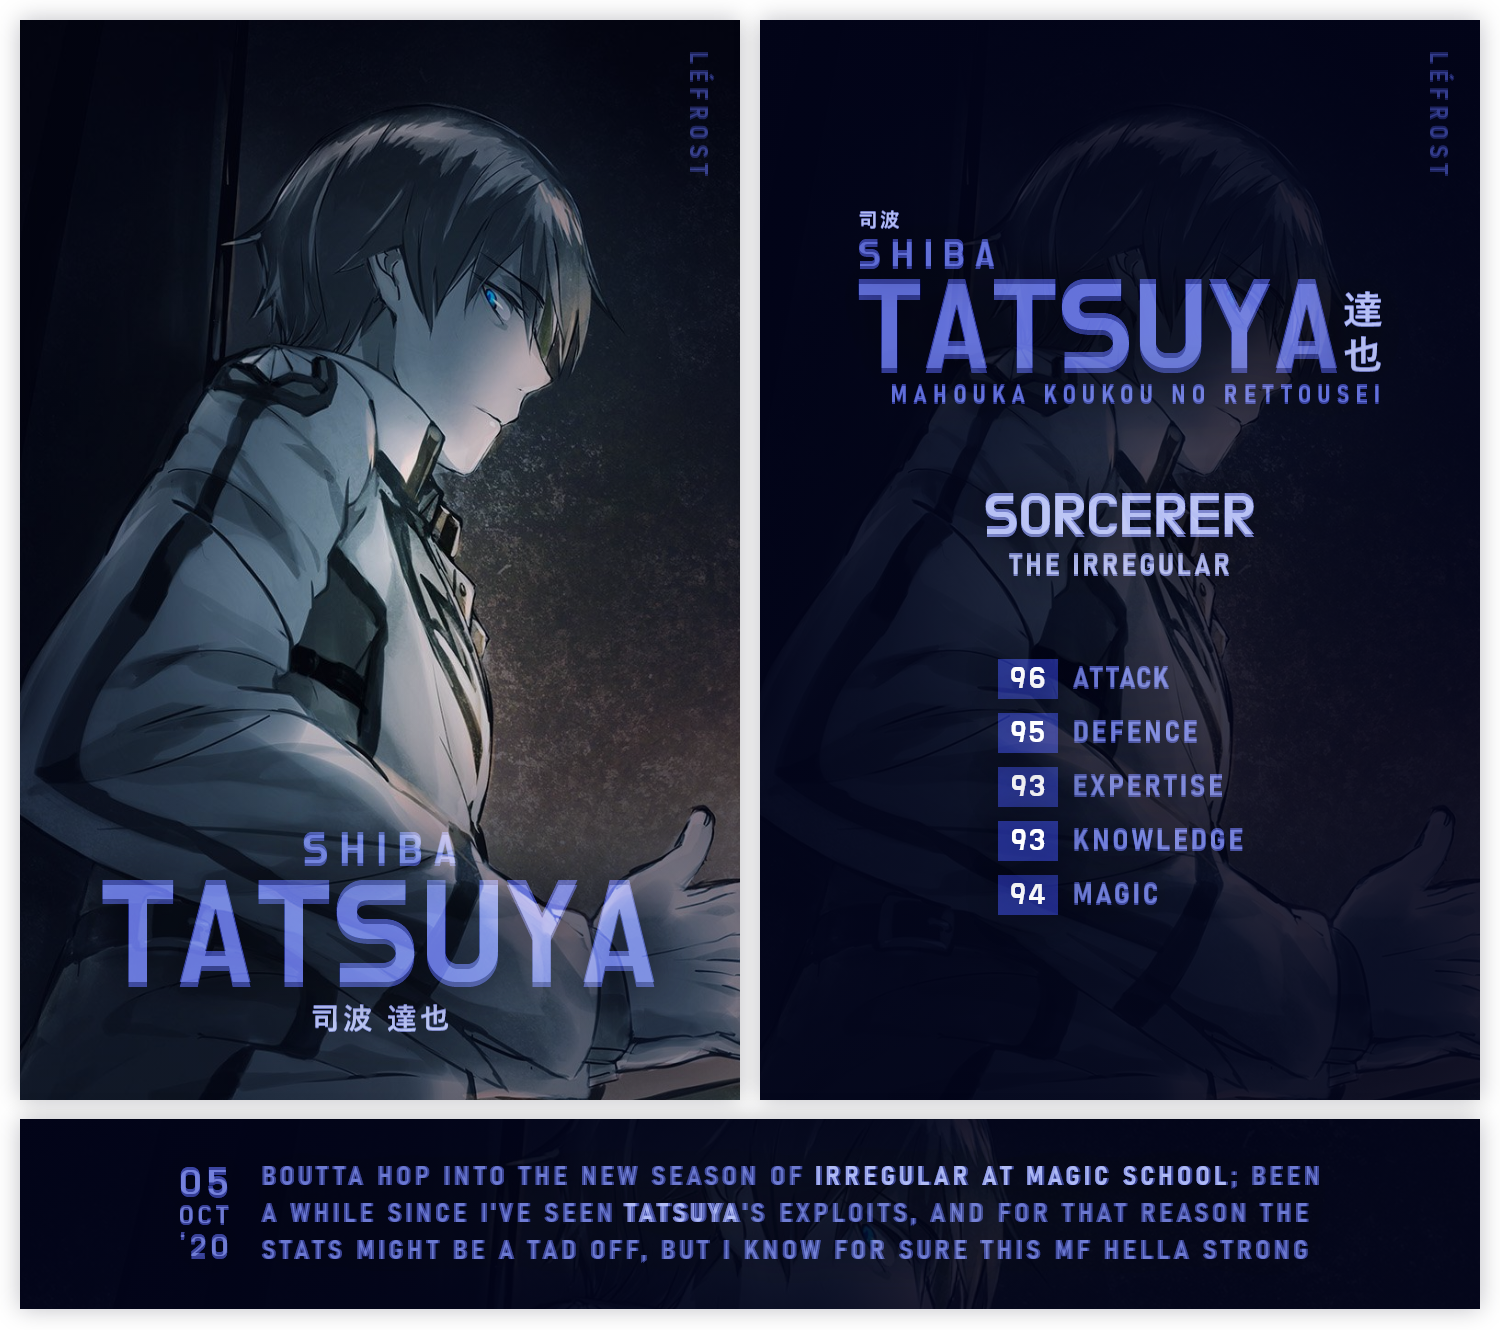 LÉFROST
SHIBA
TATSUYA
司波 達也
LÉFROST
司波
SHIBA
TATSUYA
達也
MAHOUKA KOUKOU NO RETTOUSEI
SORCERER
THE IRREGULAR
96 ATTACK
95 DEFENCE
93 EXPERTISE
93 KNOWLEDGE
94 MAGIC
05
OCT
'20
BOUTTA HOP INTO THE NEW SEASON OF IRREGULAR AT MAGIC SCHOOL; BEEN
A WHILE SINCE I'VE SEEN TATSUYA'S EXPLOITS, AND FOR THAT REASON THE
STATS MIGHT BE A TAD OFF, BUT I KNOW FOR SURE THIS MF HELLA STRONG